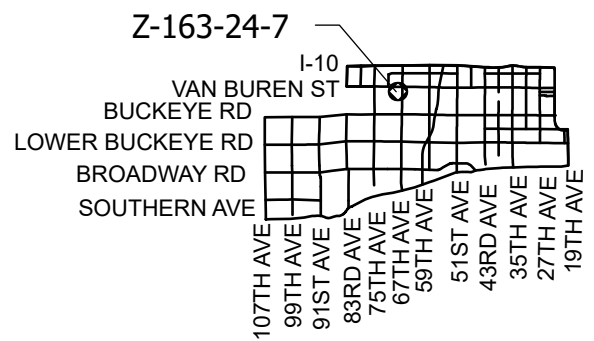 Z-163-24-7
I-10
VAN BUREN ST
BUCKEYE RD
LOWER BUCKEYE RD
BROADWAY RD
SOUTHERN AVE
107TH AVE
99TH AVE
91ST AVE
83RD AVE
75TH AVE
67TH AVE
59TH AVE
51ST AVE
43RD AVE
35TH AVE
27TH AVE
19TH AVE